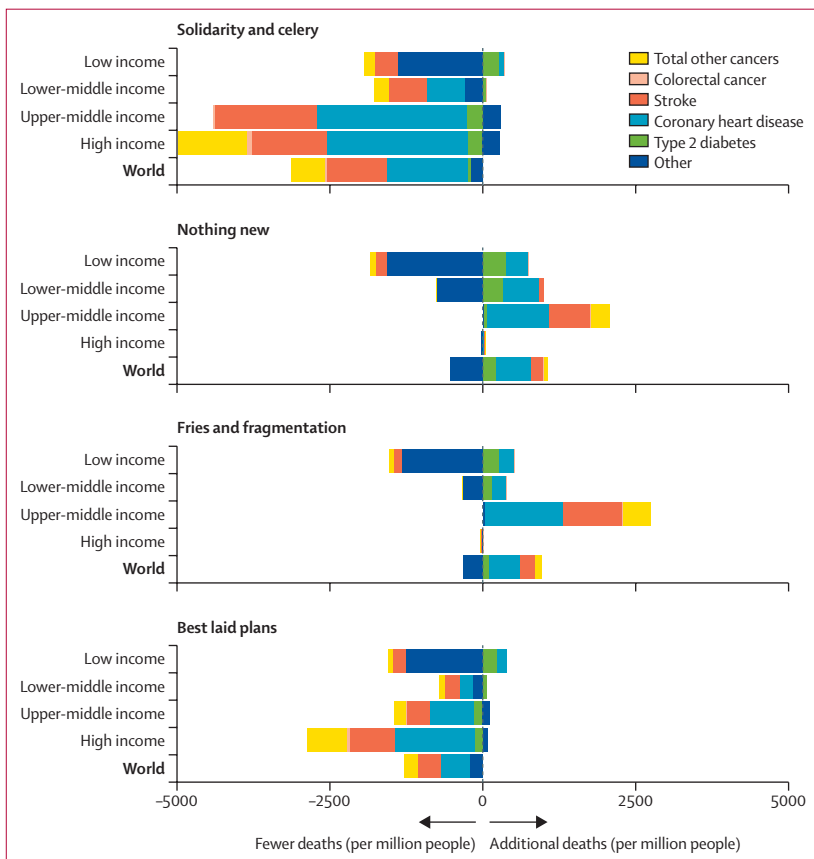 Solidarity and celery
Low income
Lower-middle income
Upper-middle income
High income
World
Total other cancers
Colorectal cancer
Stroke
Coronary heart disease
Type 2 diabetes
Other
Nothing new
Low income
Lower-middle income
Upper-middle income
High income
World
Fries and fragmentation
Low income
Lower-middle income
Upper-middle income
High income
World
Best laid plans
Low income
Lower-middle income
Upper-middle income
High income
World
–5000 –2500 0 2500 5000
Fewer deaths (per million people) Additional deaths (per million people)